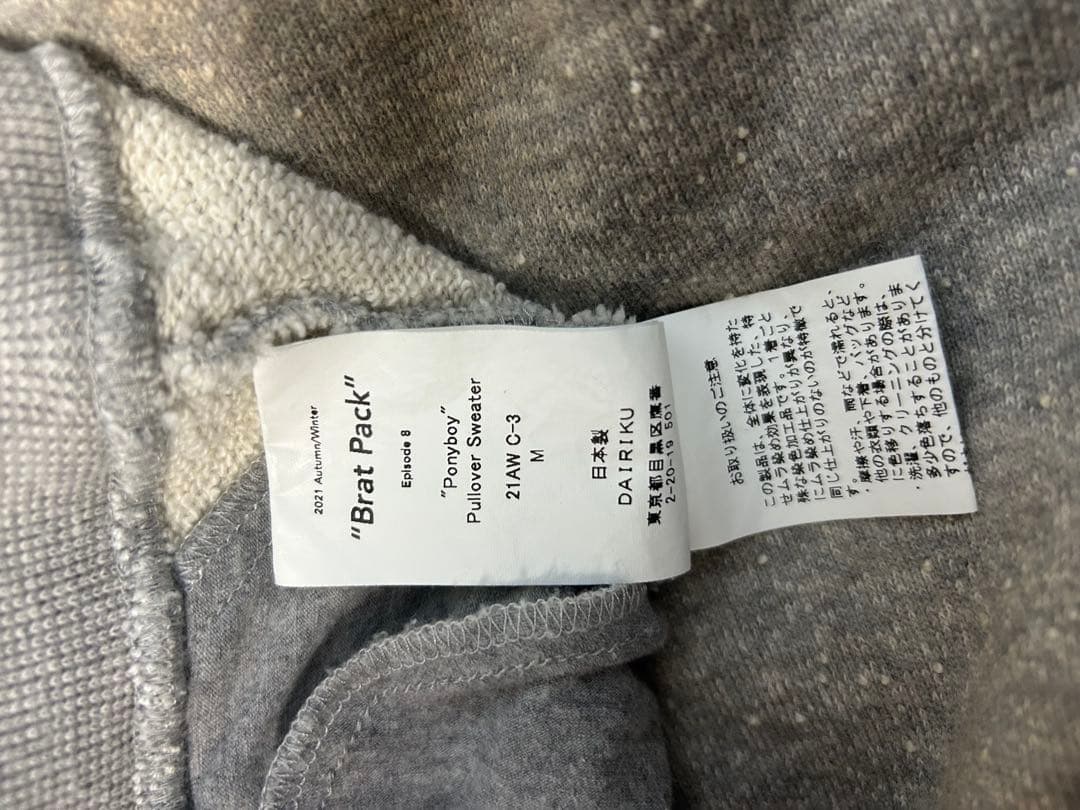 2021 Autumn/Winter
"Brat Pack"
Episode 8
"Ponyboy"
Pullover Sweater
21AW C-3
M
日本製
DAIRIKU
東京都目黒区鷹番
2-20-19 501
お取り扱いのご注意
この製品は、全体に変化を持た
せムラ染め効果を表現した、特
殊な染色加工品です。1着ごと
にムラ染め仕上がりが異なり、
同じ仕上がりのないのが特徴で
す。
・摩擦や汗、雨などで濡れると、
他の衣類や下着、バッグなど
に色移りする場合があります。
・洗濯、クリーニングの際は、
多少色落ちすることがありま
すので、他のものと分けてく